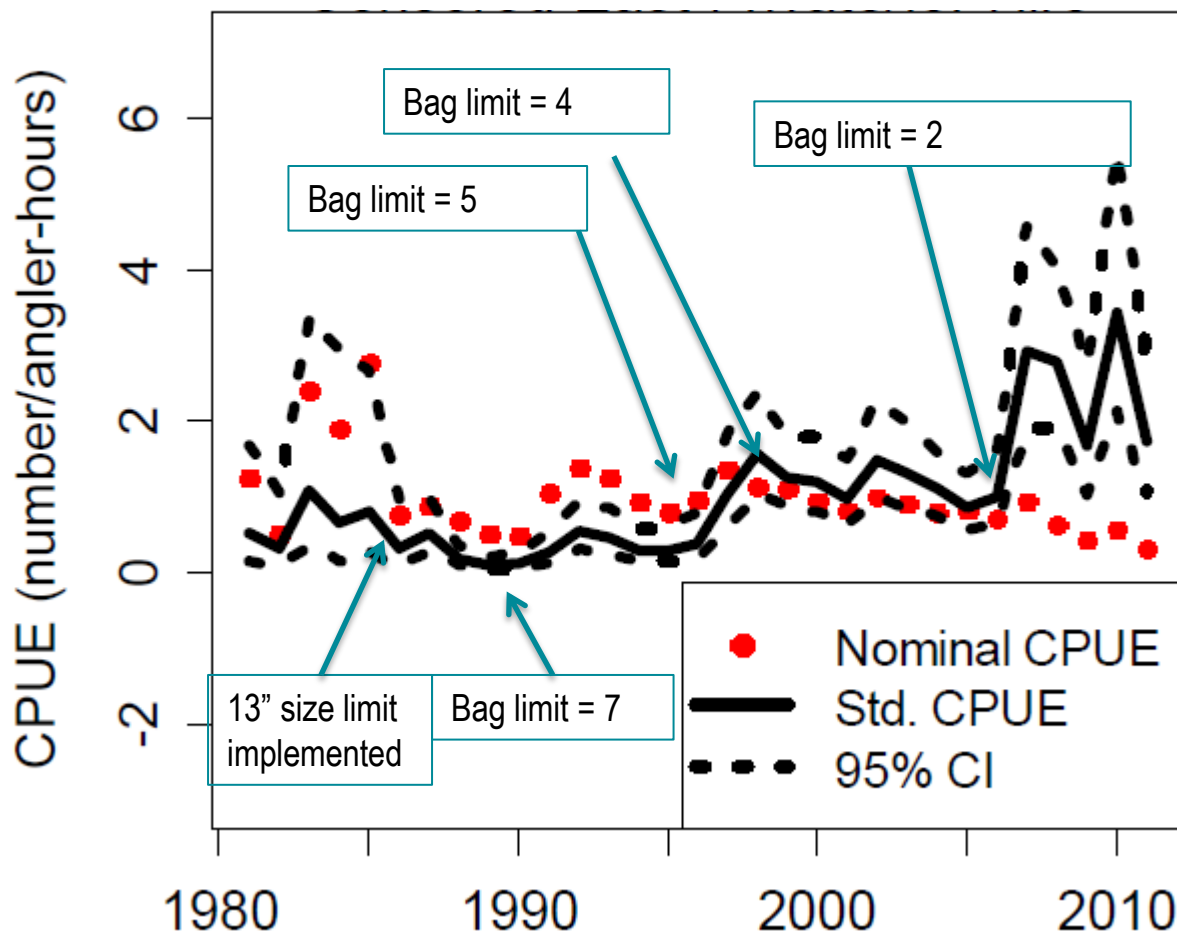 CPUE (number/angler-hours)
6
4
2
0
-2
Bag limit = 4
Bag limit = 2
Bag limit = 5
13” size limit
implemented
Bag limit = 7
Nominal CPUE
Std. CPUE
95% CI
1980
1990
2000
2010